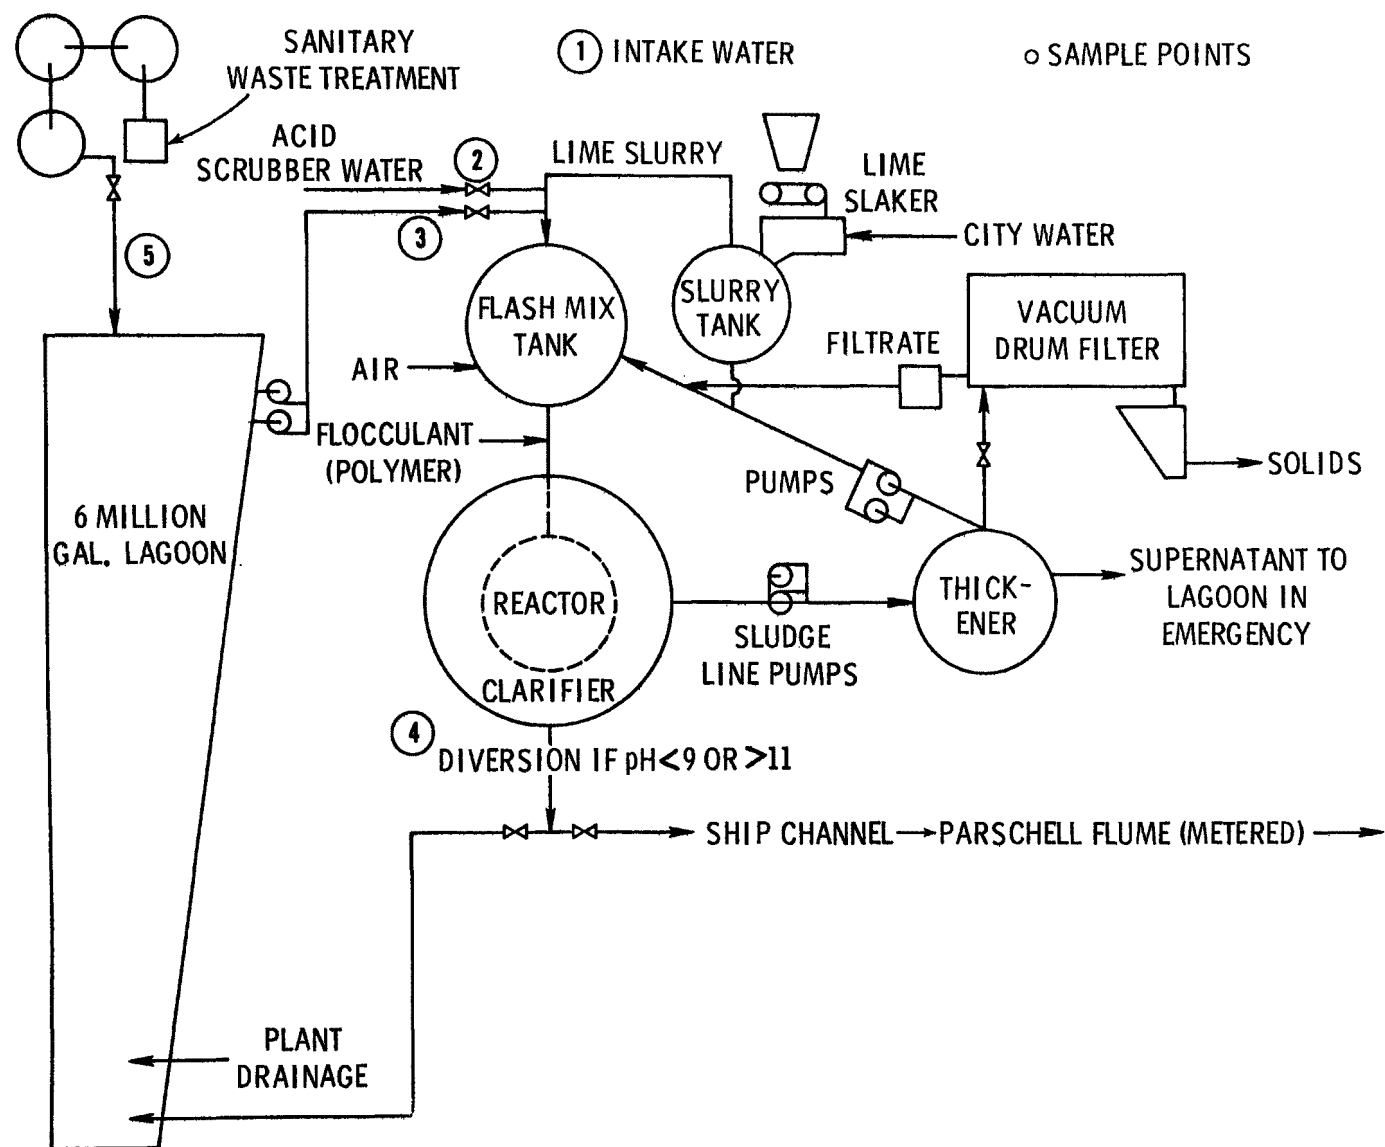 SANITARY
WASTE TREATMENT
1 INTAKE WATER
o SAMPLE POINTS
ACID
SCRUBBER WATER
2
LIME SLURRY
LIME
SLAKER
3
CITY WATER
5
FLASH MIX
TANK
SLURRY
TANK
VACUUM
DRUM FILTER
FILTRATE
AIR
FLOCCULANT
(POLYMER)
PUMPS
SOLIDS
6 MILLION
GAL. LAGOON
REACTOR
CLARIFIER
SLUDGE
LINE PUMPS
THICK-
ENER
SUPERNATANT TO
LAGOON IN
EMERGENCY
4
DIVERSION IF pH<9 OR >11
SHIP CHANNEL
PARSCHELL FLUME (METERED)
PLANT
DRAINAGE